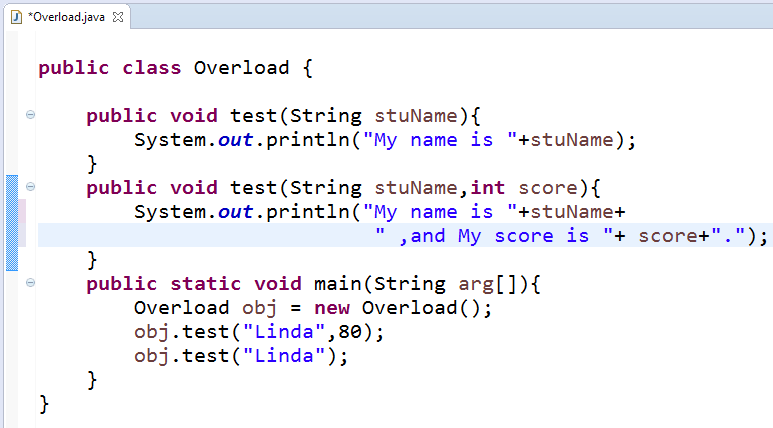 *Overload.java
public class Overload {
public void test(String stuName){
System.out.println("My name is "+stuName);
}
public void test(String stuName,int score){
System.out.println("My name is "+stuName+
" ,and My score is "+ score+".");
}
public static void main(String arg[]){
Overload obj = new Overload();
obj.test("Linda",80);
obj.test("Linda");
}
}